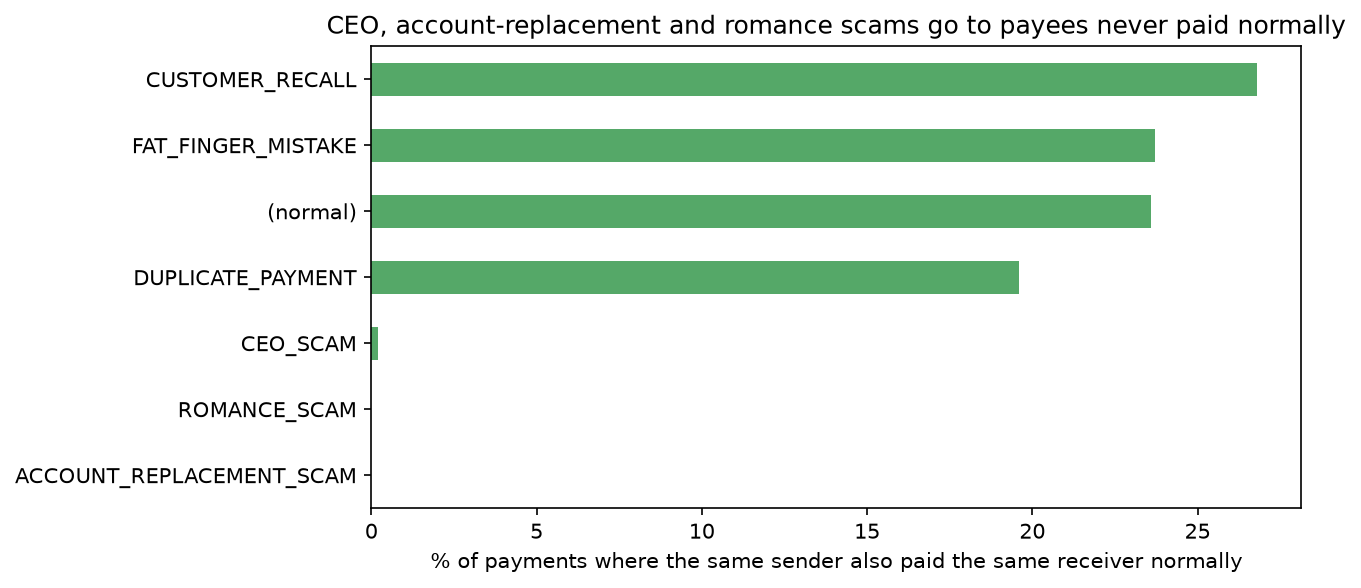 CEO, account-replacement and romance scams go to payees never paid normally
CUSTOMER_RECALL
FAT_FINGER_MISTAKE
(normal)
DUPLICATE_PAYMENT
CEO_SCAM
ROMANCE_SCAM
ACCOUNT_REPLACEMENT_SCAM
0 5 10 15 20 25
% of payments where the same sender also paid the same receiver normally